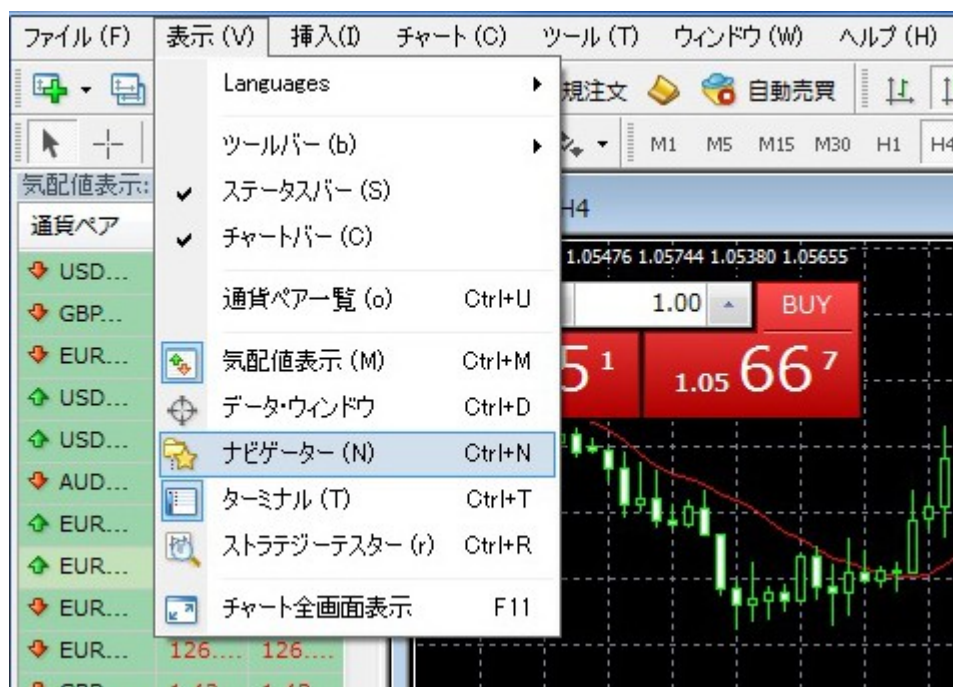 ファイル (F) 表示 (V) 挿入(I) チャート (C) ツール (T) ウィンドウ (W) ヘルプ (H)
規注文 自動売買
M1 M5 M15 M30 H1 H4
気配値表示:
通貨ペア
USD...
GBP...
EUR...
USD...
USD...
AUD...
EUR...
EUR...
EUR...
EUR... 126.... 126....
Languages
ツールバー (b)
ステータスバー (S)
チャートバー (C)
通貨ペア一覧 (o) Ctrl+U
気配値表示 (M) Ctrl+M
データ・ウィンドウ Ctrl+D
ナビゲーター (N) Ctrl+N
ターミナル (T) Ctrl+T
ストラテジーテスター (r) Ctrl+R
チャート全画面表示 F11
H4
1.05476 1.05744 1.05380 1.05655
1.00 BUY
5 1 1.05 66 7